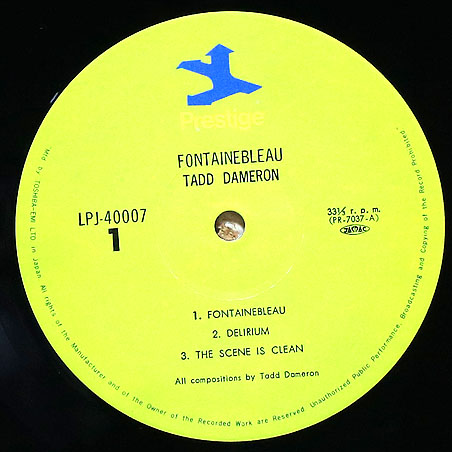 Prestige
FONTAINEBLEAU
TADD DAMERON
LPJ-40007
1
33⅓ r. p. m.
(PR-7037-A)
JASRAC
1. FONTAINEBLEAU
2. DELIRIUM
3. THE SCENE IS CLEAN
All compositions by Tadd Dameron
Mfd by TOSHIBA-EMI LTD in Japan All rights of the Manufacturer and of the Owner of the Recorded Work are Reserved Unauthorized Public Performance, Broadcasting and Copying of the Record Prohibited